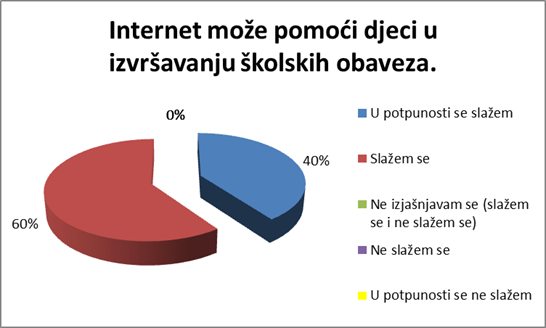 Internet može pomoći djeci u
izvršavanju školskih obaveza.
0%
40%
60%
U potpunosti se slažem
Slažem se
Ne izjašnjavam se (slažem
se i ne slažem se)
Ne slažem se
U potpunosti se ne slažem